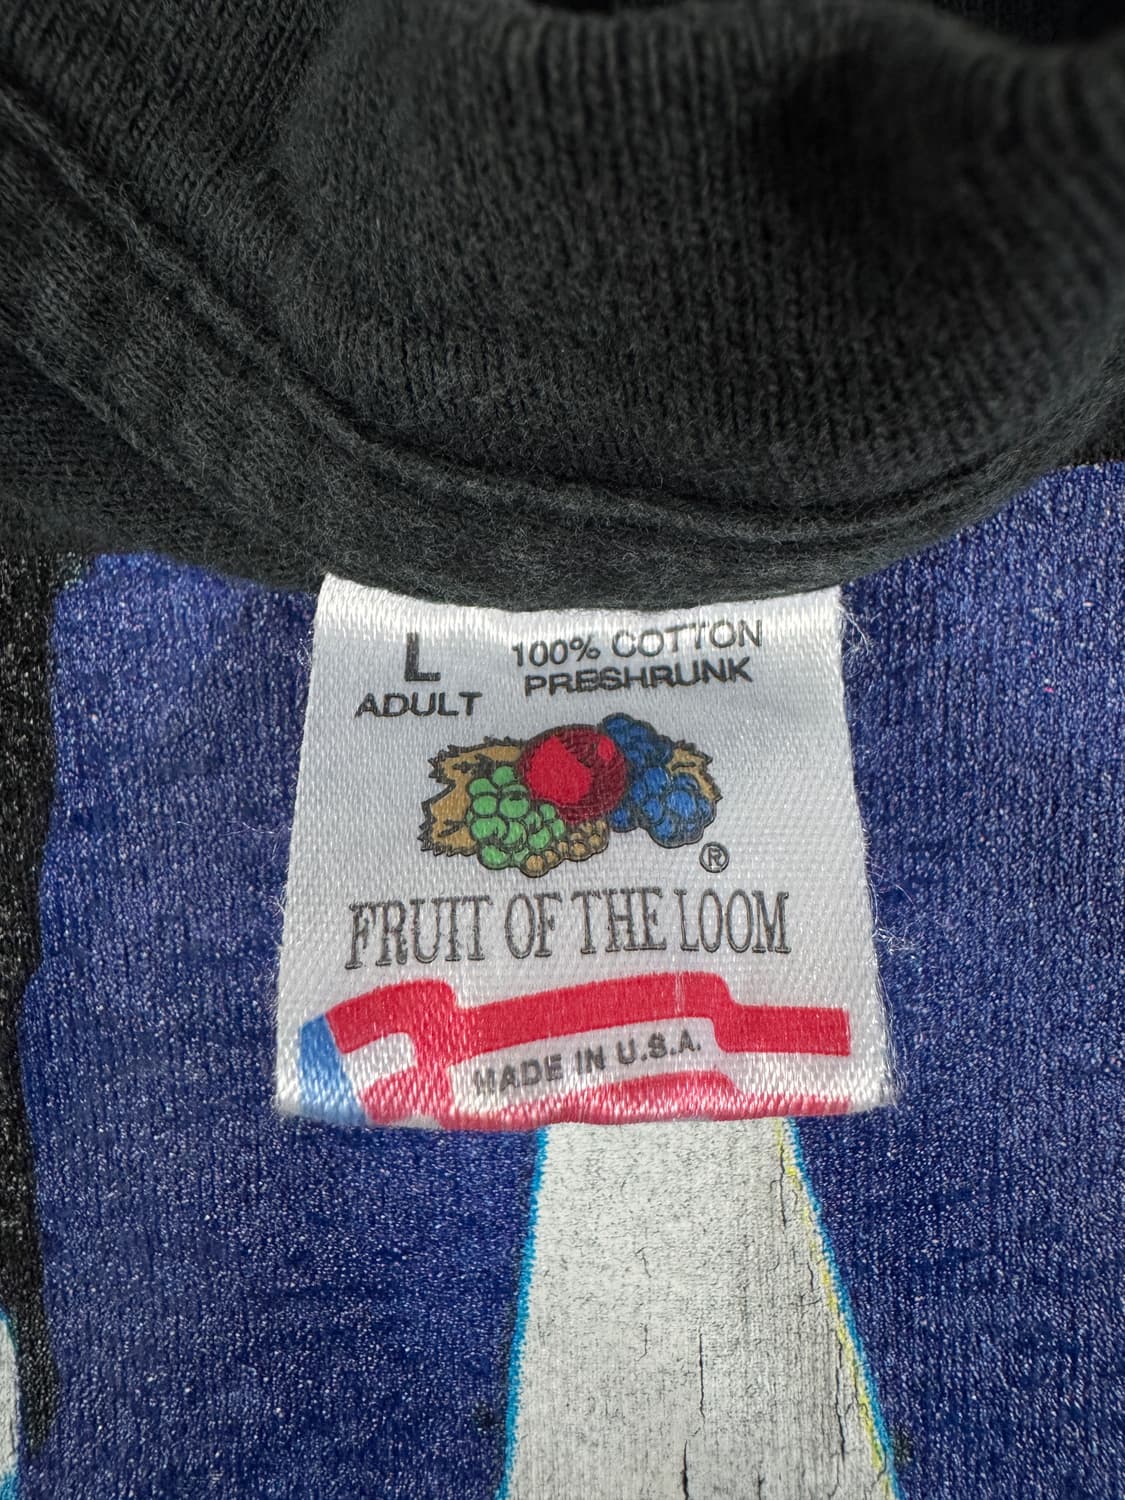 L
ADULT
100% COTTON
PRESHRUNK
®
FRUIT OF THE LOOM
MADE IN U.S.A.